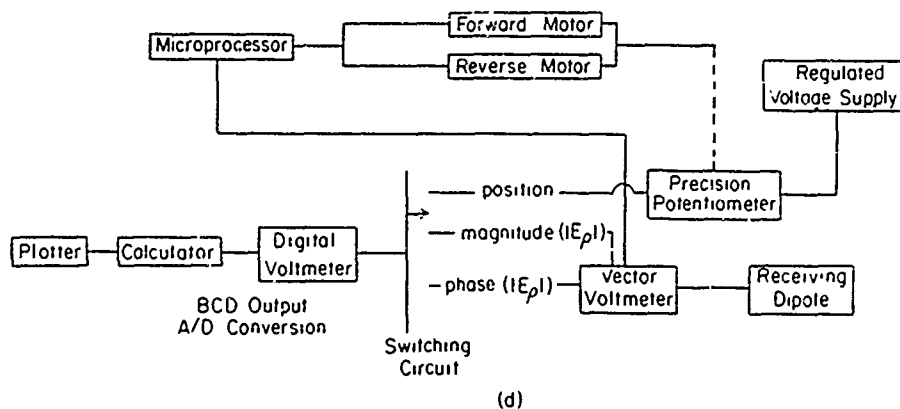 Forward Motor
Microprocessor
Reverse Motor
Regulated
Voltage Supply
position
Precision
Potentiometer
magnitude (|Eρ|)
Plotter
Calculator
Digital
Voltmeter
phase (|Eρ|)
Vector
Voltmeter
Receiving
Dipole
BCD Output
A/D Conversion
Switching
Circuit
(d)